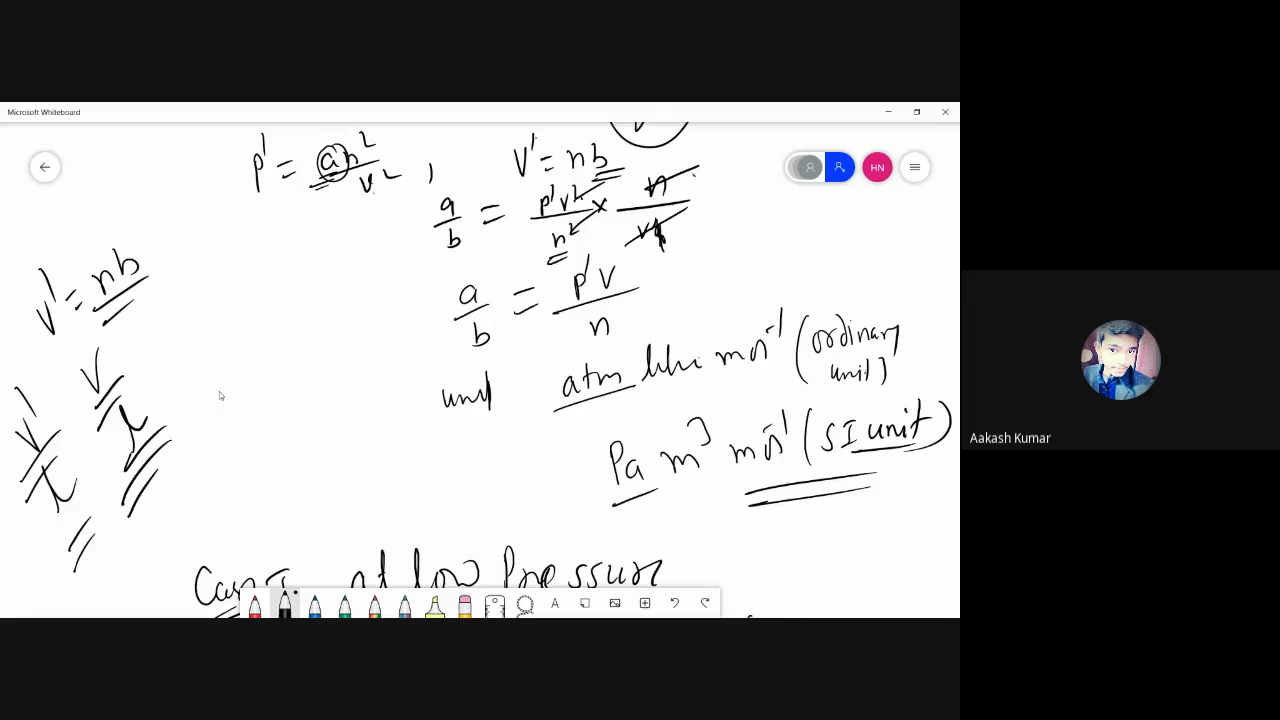 Microsoft Whiteboard
HN
p' = an²/v² , V' = nb
a/b = p'v²/n² × n/v'
V' = nb
a/b = p'V/n
unit atm litre mol⁻¹ (ordinary unit)
V
V'
Pa m³ mol⁻¹ (SI unit)
Aakash Kumar
Case I at low Pressure
A